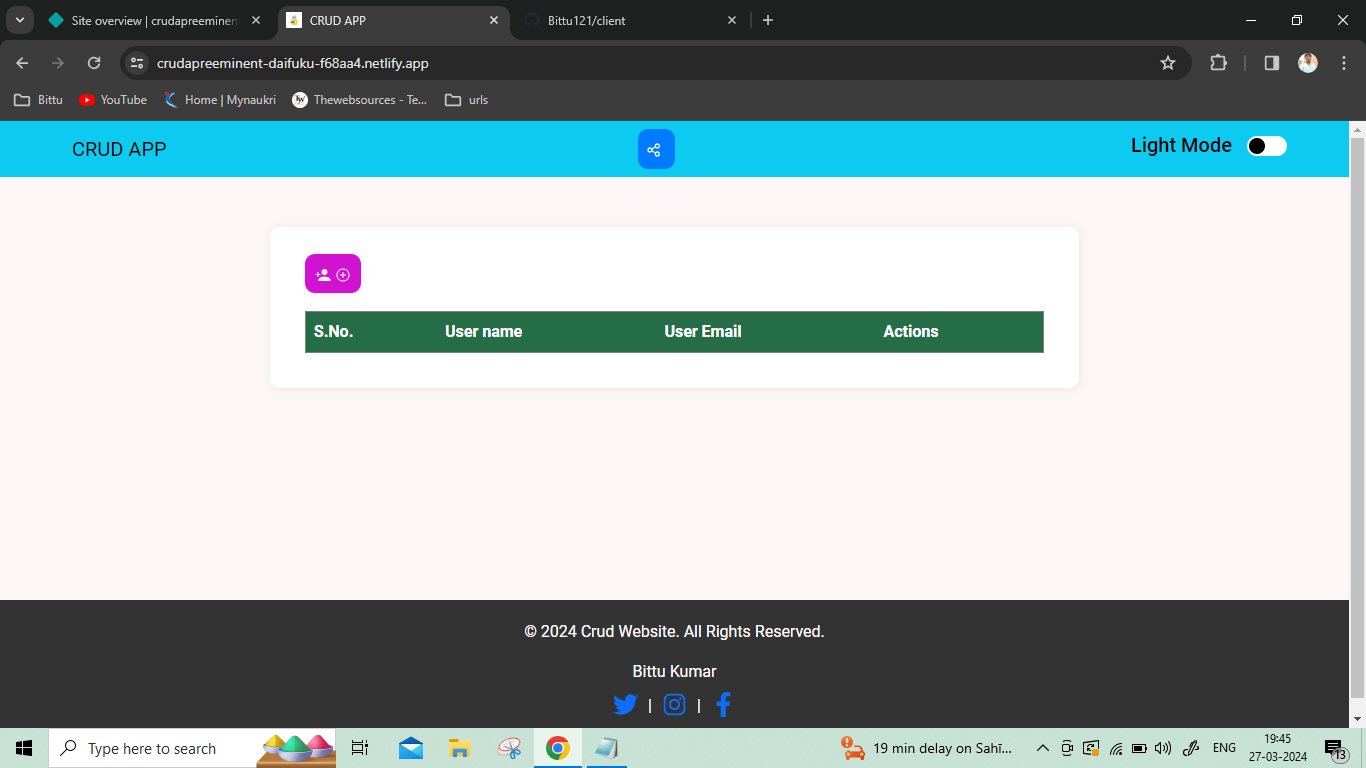 Site overview | crudapreeminen
CRUD APP
Bittu121/client
crudapreeminent-daifuku-f68aa4.netlify.app
Bittu
YouTube
Home | Mynaukri
Thewebsources - Te...
urls
CRUD APP
Light Mode
S.No. User name User Email Actions
© 2024 Crud Website. All Rights Reserved.
Bittu Kumar
| |
Type here to search
19 min delay on Sahī...
ENG
19:45
27-03-2024
13